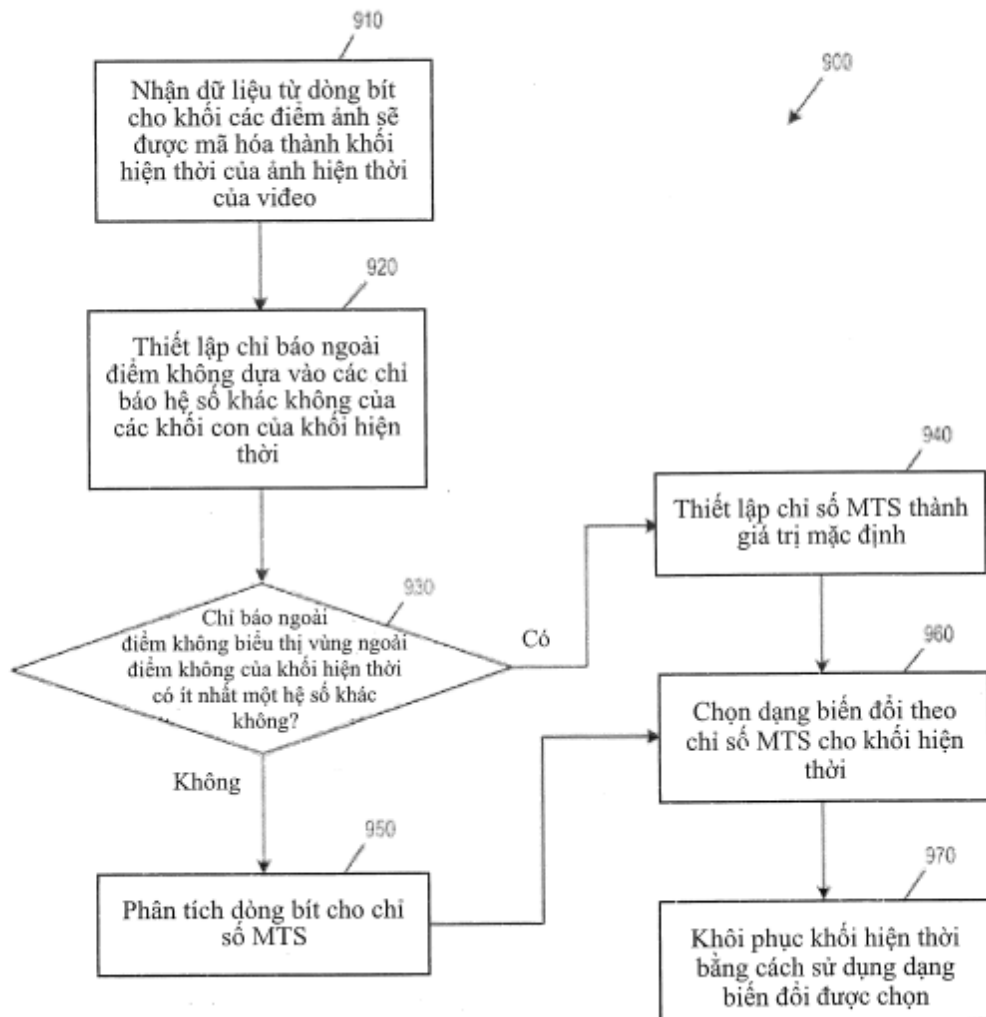 910
Nhận dữ liệu từ dòng bít
cho khối các điểm ảnh sẽ
được mã hóa thành khối
hiện thời của ảnh hiện thời
của viđeo
900
920
Thiết lập chỉ báo ngoài
điểm không dựa vào các chỉ
báo hệ số khác không của
các khối con của khối hiện
thời
930
Chỉ báo ngoài
điểm không biểu thị vùng ngoài
điểm không của khối hiện thời
có ít nhất một hệ số khác
không?
Có
Không
940
Thiết lập chỉ số MTS thành
giá trị mặc định
950
Phân tích dòng bít cho chỉ
số MTS
960
Chọn dạng biến đổi theo
chỉ số MTS cho khối hiện
thời
970
Khôi phục khối hiện thời
bằng cách sử dụng dạng
biến đổi được chọn